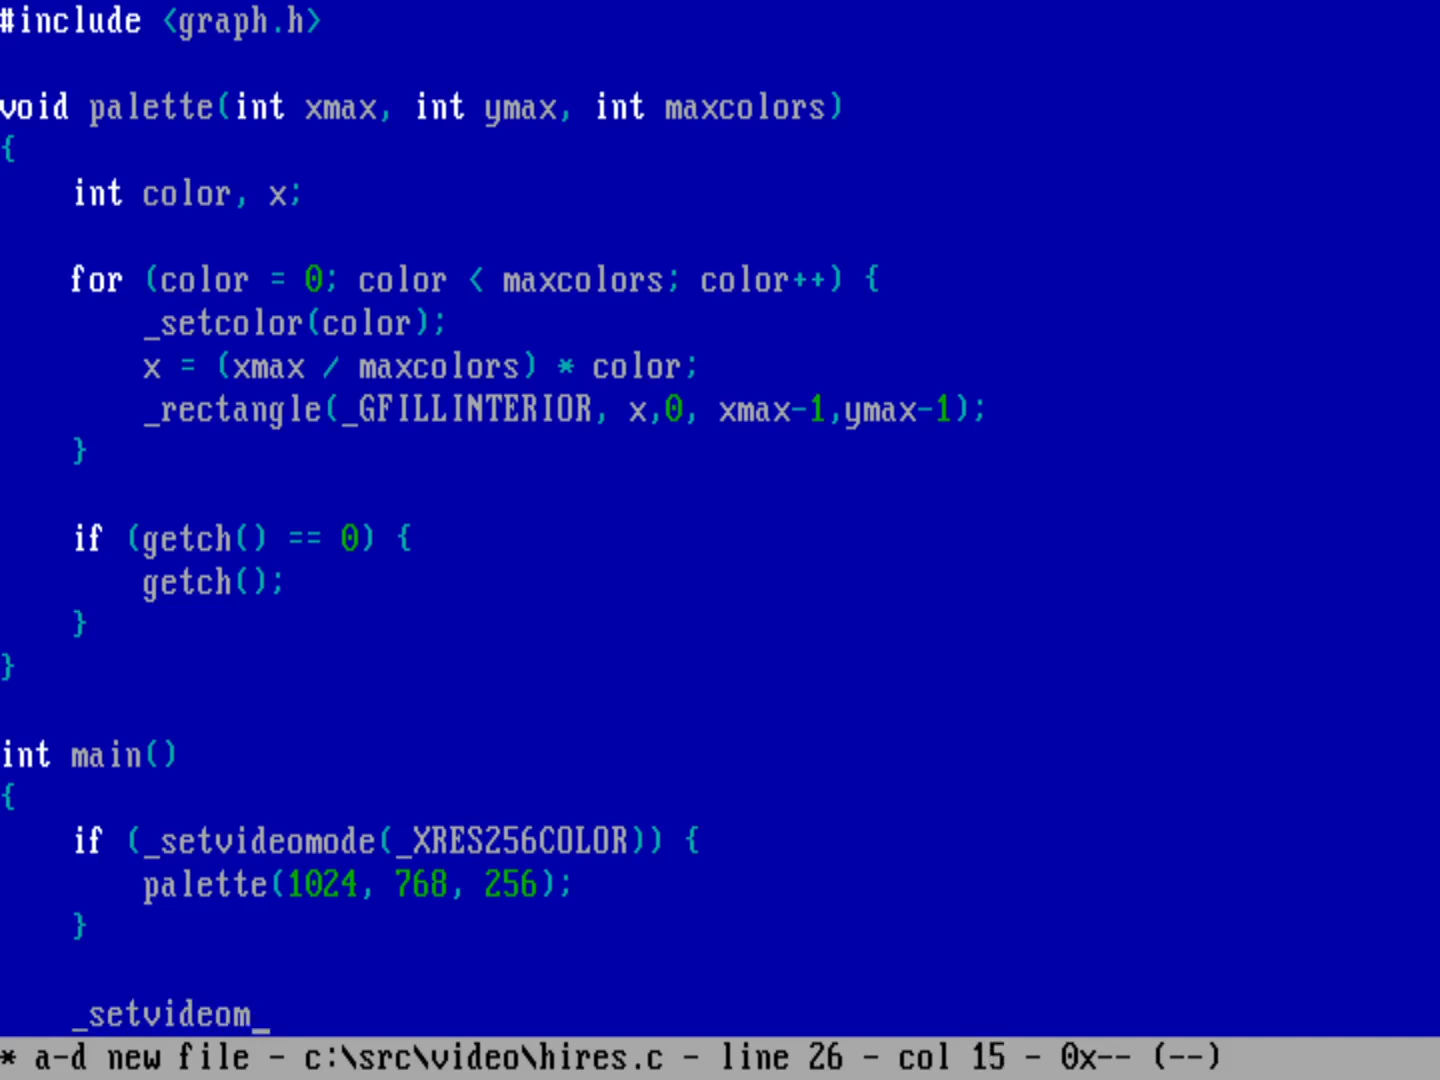 #include <graph.h>
void palette(int xmax, int ymax, int maxcolors)
{
int color, x;
for (color = 0; color < maxcolors; color++) {
_setcolor(color);
x = (xmax / maxcolors) * color;
_rectangle(_GFILLINTERIOR, x,0, xmax-1,ymax-1);
}
if (getch() == 0) {
getch();
}
}
int main()
{
if (_setvideomode(_XRES256COLOR)) {
palette(1024, 768, 256);
}
_setvideom_
* a-d new file - c:\src\video\hires.c - line 26 - col 15 - 0x-- (--)